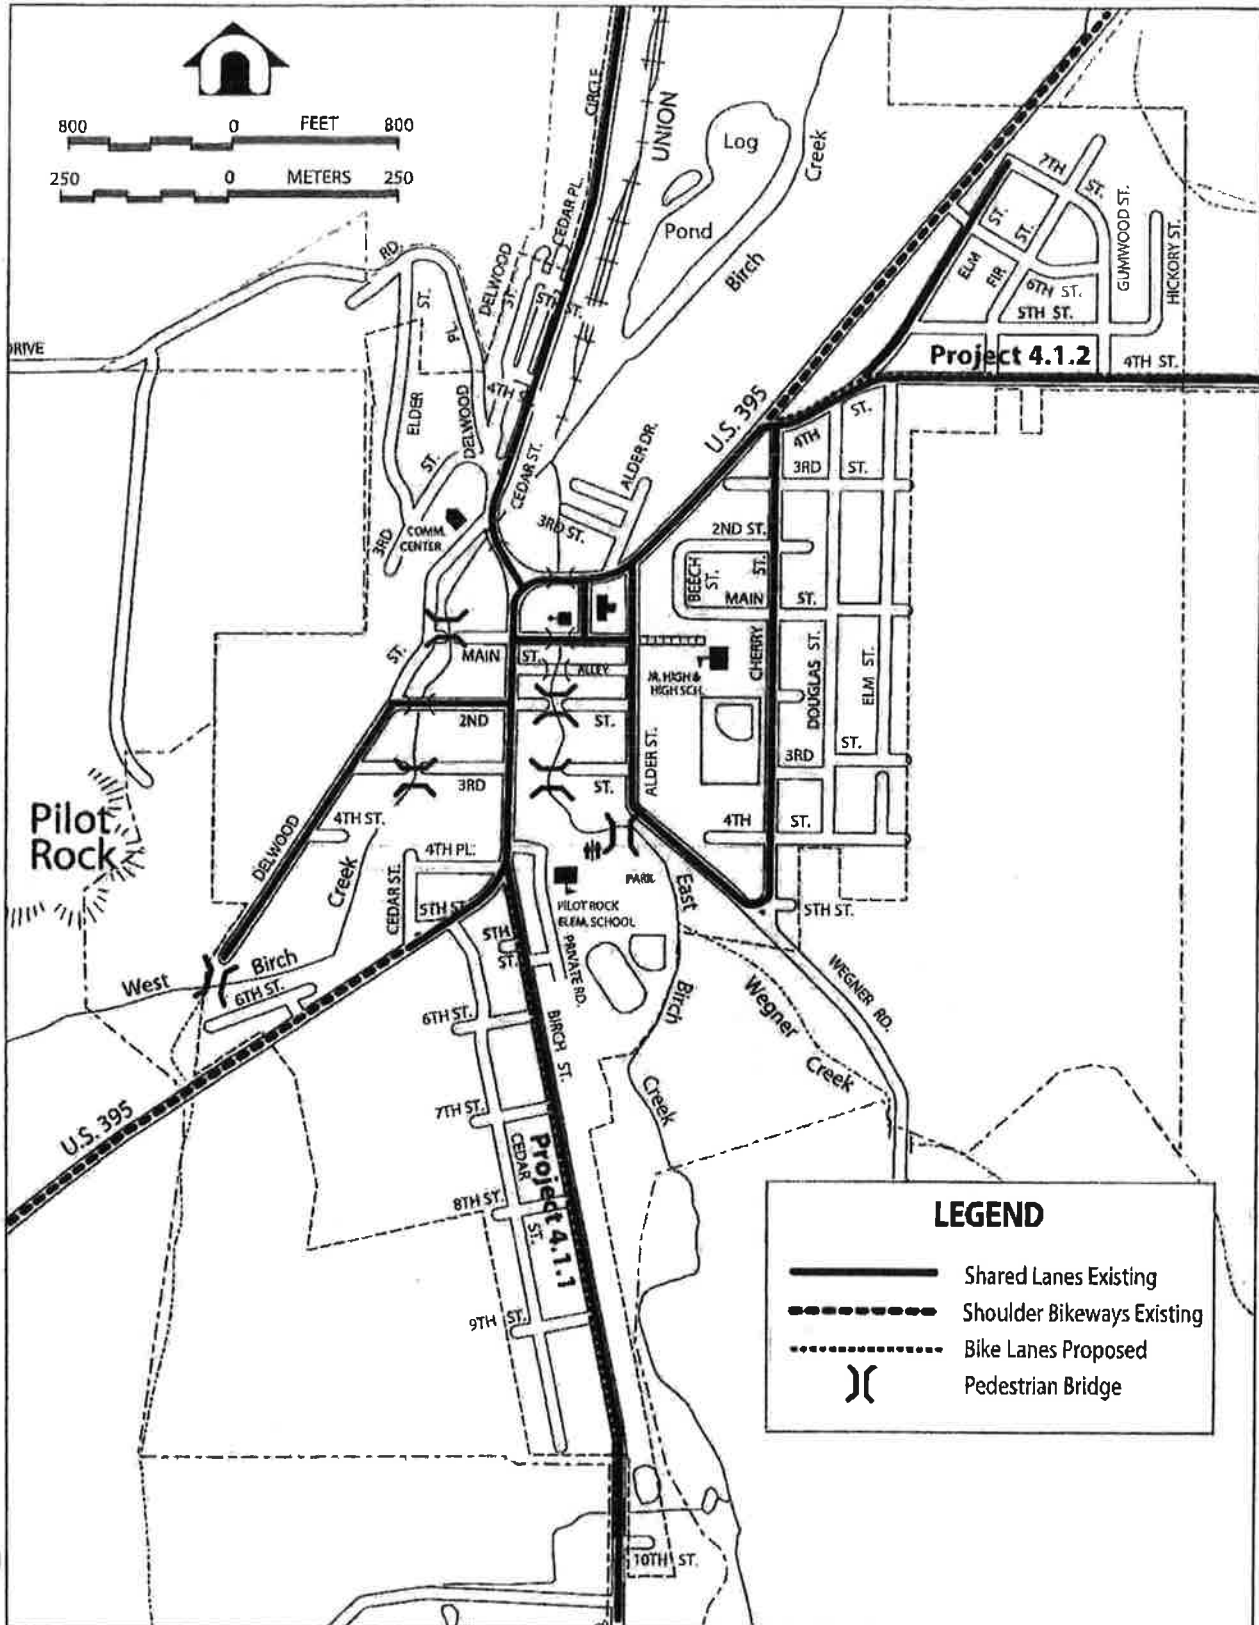 800 0 FEET 800
250 0 METERS 250
CIRCLE
UNION
Log
Pond
Creek
Birch
CEDAR PL.
DELWOOD
ST.
5TH ST.
4TH
RD.
ELDER
ST.
PL.
DELWOOD
DRIVE
7TH
ST.
ST.
ST.
ELM
FIR
6TH ST.
5TH ST.
GUMWOOD ST.
HICKORY ST.
Project 4.1.2
4TH ST.
U.S. 395
ST.
4TH
3RD ST.
CEDAR ST.
ALDER DR.
3RD ST.
ST.
3RD
COMM.
CENTER
2ND ST.
BEECH
ST.
ST.
MAIN ST.
CHERRY
DOUGLAS ST.
ELM ST.
ST.
MAIN ST.
ALLEY
JR. HIGH &
HIGH SCH.
2ND ST.
ALDER ST.
3RD ST.
3RD ST.
4TH ST.
Pilot
Rock
DELWOOD
4TH ST.
Creek
4TH PL.
CEDAR ST.
5TH ST.
PARK
PILOT ROCK
ELEM. SCHOOL
East
5TH ST.
5TH
ST.
PRIVATE RD.
West Birch
6TH ST.
Birch
Wegner
Creek
WEGNER RD.
BIRCH ST.
6TH ST.
Creek
7TH ST.
CEDAR
ST.
Project 4.1.1
U.S. 395
8TH ST.
9TH ST.
10TH ST.
LEGEND
Shared Lanes Existing
Shoulder Bikeways Existing
Bike Lanes Proposed
Pedestrian Bridge